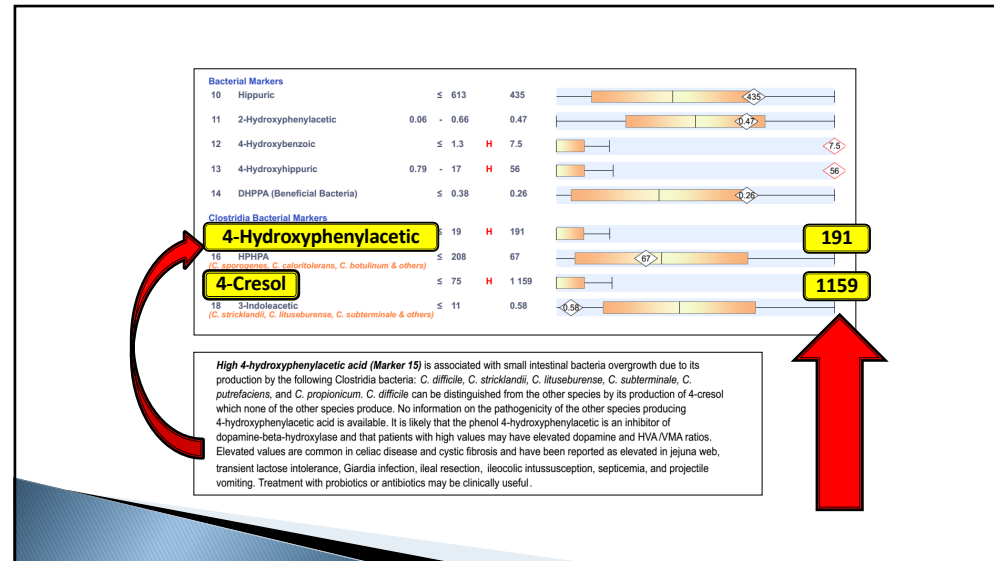 Bacterial Markers
10 Hippuric ≤ 613 435 435
11 2-Hydroxyphenylacetic 0.06 - 0.66 0.47 0.47
12 4-Hydroxybenzoic ≤ 1.3 H 7.5 7.5
13 4-Hydroxyhippuric 0.79 - 17 H 56 56
14 DHPPA (Beneficial Bacteria) ≤ 0.38 0.26 0.26
Clostridia Bacterial Markers
4-Hydroxyphenylacetic ≤ 19 H 191 191
16 HPHPA ≤ 208 67 67
(C. sporogenes, C. caloritolerans, C. botulinum & others)
4-Cresol ≤ 75 H 1 159 1159
18 3-Indoleacetic ≤ 11 0.58 0.58
(C. stricklandii, C. lituseburense, C. subterminale & others)
High 4-hydroxyphenylacetic acid (Marker 15) is associated with small intestinal bacteria overgrowth due to its
production by the following Clostridia bacteria: C. difficile, C. stricklandii, C. lituseburense, C. subterminale, C.
putrefaciens, and C. propionicum. C. difficile can be distinguished from the other species by its production of 4-cresol
which none of the other species produce. No information on the pathogenicity of the other species producing
4-hydroxyphenylacetic acid is available. It is likely that the phenol 4-hydroxyphenylacetic is an inhibitor of
dopamine-beta-hydroxylase and that patients with high values may have elevated dopamine and HVA/VMA ratios.
Elevated values are common in celiac disease and cystic fibrosis and have been reported as elevated in jejuna web,
transient lactose intolerance, Giardia infection, ileal resection, ileocolic intussusception, septicemia, and projectile
vomiting. Treatment with probiotics or antibiotics may be clinically useful.